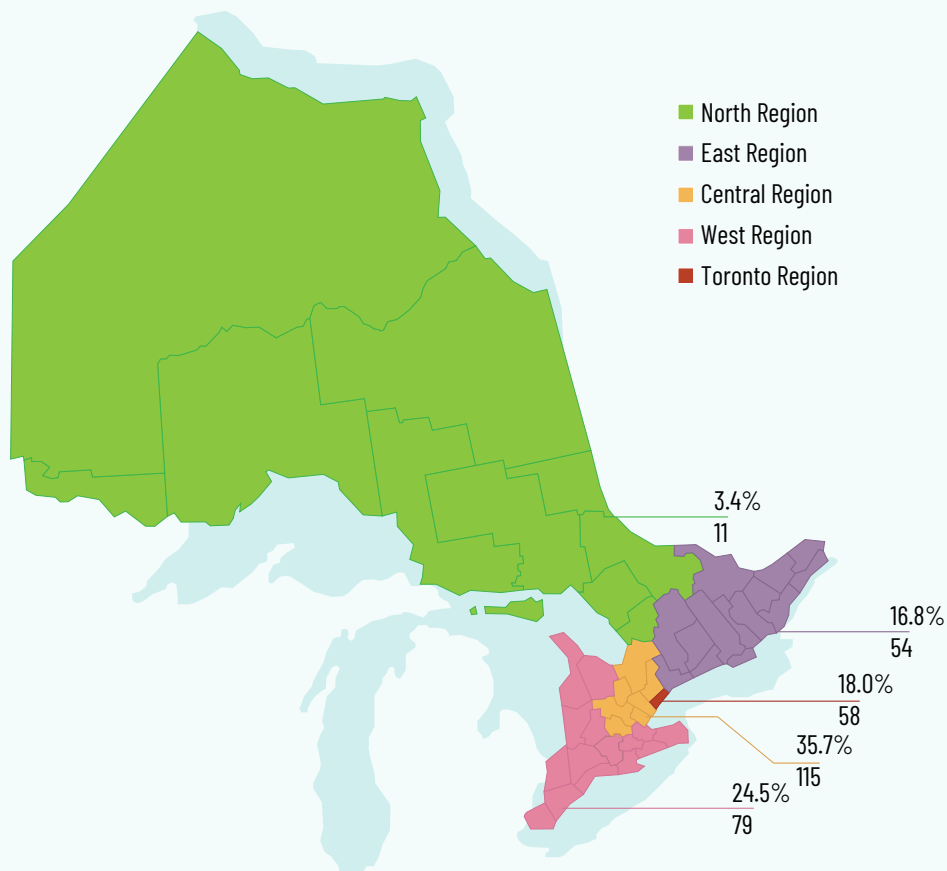 North Region
East Region
Central Region
West Region
Toronto Region
3.4%
11
16.8%
54
18.0%
58
35.7%
115
24.5%
79